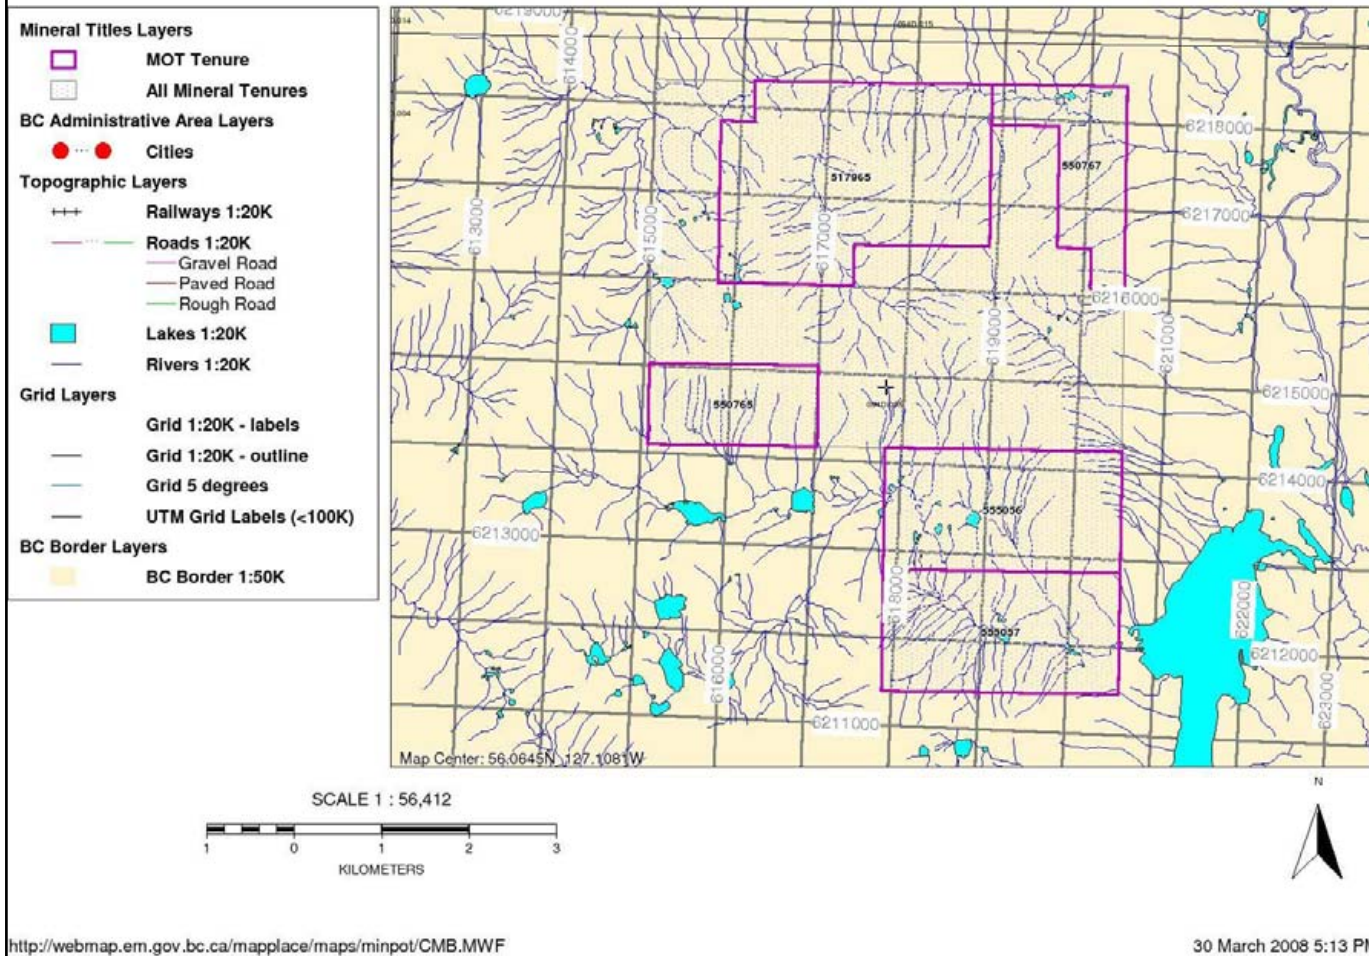 Mineral Titles Layers
MOT Tenure
All Mineral Tenures
BC Administrative Area Layers
Cities
Topographic Layers
Railways 1:20K
Roads 1:20K
Gravel Road
Paved Road
Rough Road
Lakes 1:20K
Rivers 1:20K
Grid Layers
Grid 1:20K - labels
Grid 1:20K - outline
Grid 5 degrees
UTM Grid Labels (<100K)
BC Border Layers
BC Border 1:50K
6219000
614000
6218000
517965
550767
613000
615000
617000
6217000
6216000
619000
621000
550765
6215000
6214000
555056
6213000
618000
622000
555057
616000
6212000
623000
6211000
Map Center: 56.0645N 127.1081W
N
SCALE 1 : 56,412
1 0 1 2 3
KILOMETERS
http://webmap.em.gov.bc.ca/mapplace/maps/minpot/CMB.MWF
30 March 2008 5:13 PM